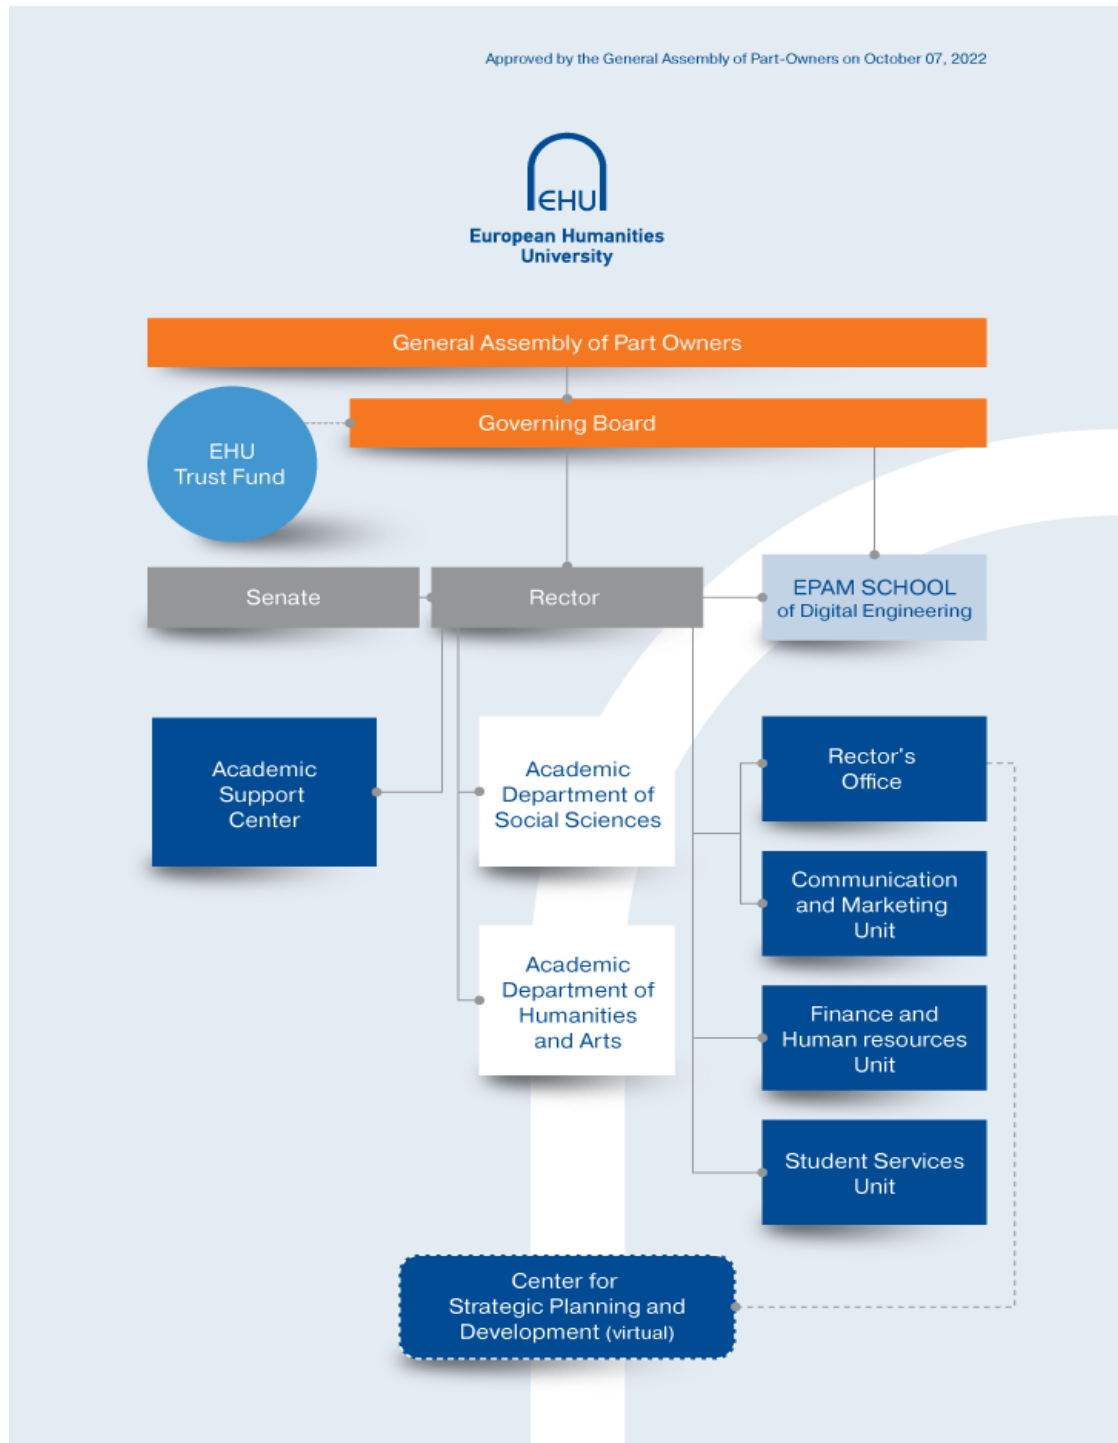 Approved by the General Assembly of Part-Owners on October 07, 2022
EHU
European Humanities
University
General Assembly of Part Owners
Governing Board
EHU
Trust Fund
Senate
Rector
EPAM SCHOOL
of Digital Engineering
Academic
Support
Center
Academic
Department of
Social Sciences
Rector's
Office
Communication
and Marketing
Unit
Academic
Department of
Humanities
and Arts
Finance and
Human resources
Unit
Student Services
Unit
Center for
Strategic Planning and
Development (virtual)